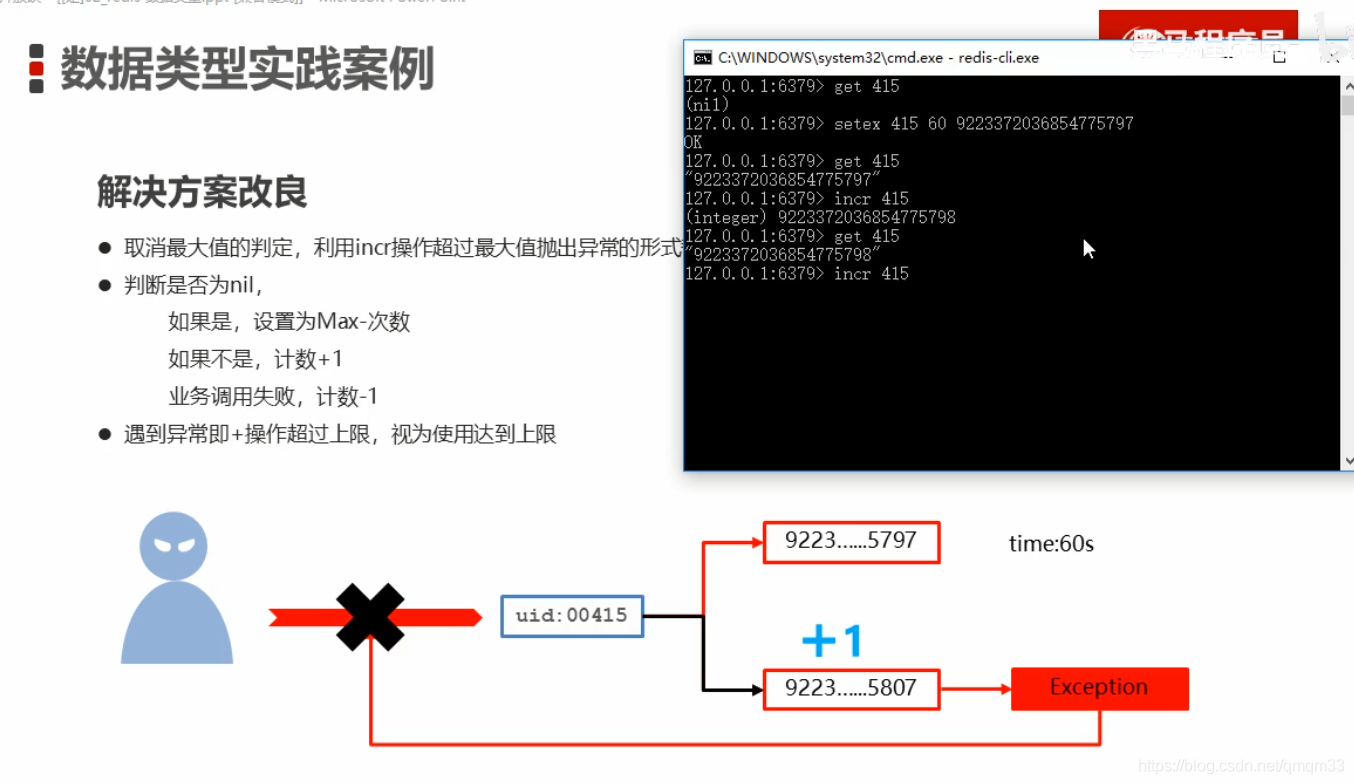 数据类型实践案例
解决方案改良
● 取消最大值的判定，利用incr操作超过最大值抛出异常的形式
● 判断是否为nil，
如果是，设置为Max-次数
如果不是，计数+1
业务调用失败，计数-1
● 遇到异常即+操作超过上限，视为使用达到上限
C:\WINDOWS\system32\cmd.exe - redis-cli.exe
127.0.0.1:6379> get 415
(nil)
127.0.0.1:6379> setex 415 60 9223372036854775797
OK
127.0.0.1:6379> get 415
"9223372036854775797"
127.0.0.1:6379> incr 415
(integer) 9223372036854775798
127.0.0.1:6379> get 415
"9223372036854775798"
127.0.0.1:6379> incr 415
9223......5797
time:60s
uid:00415
+1
9223......5807
Exception
https://blog.csdn.net/qmqm33